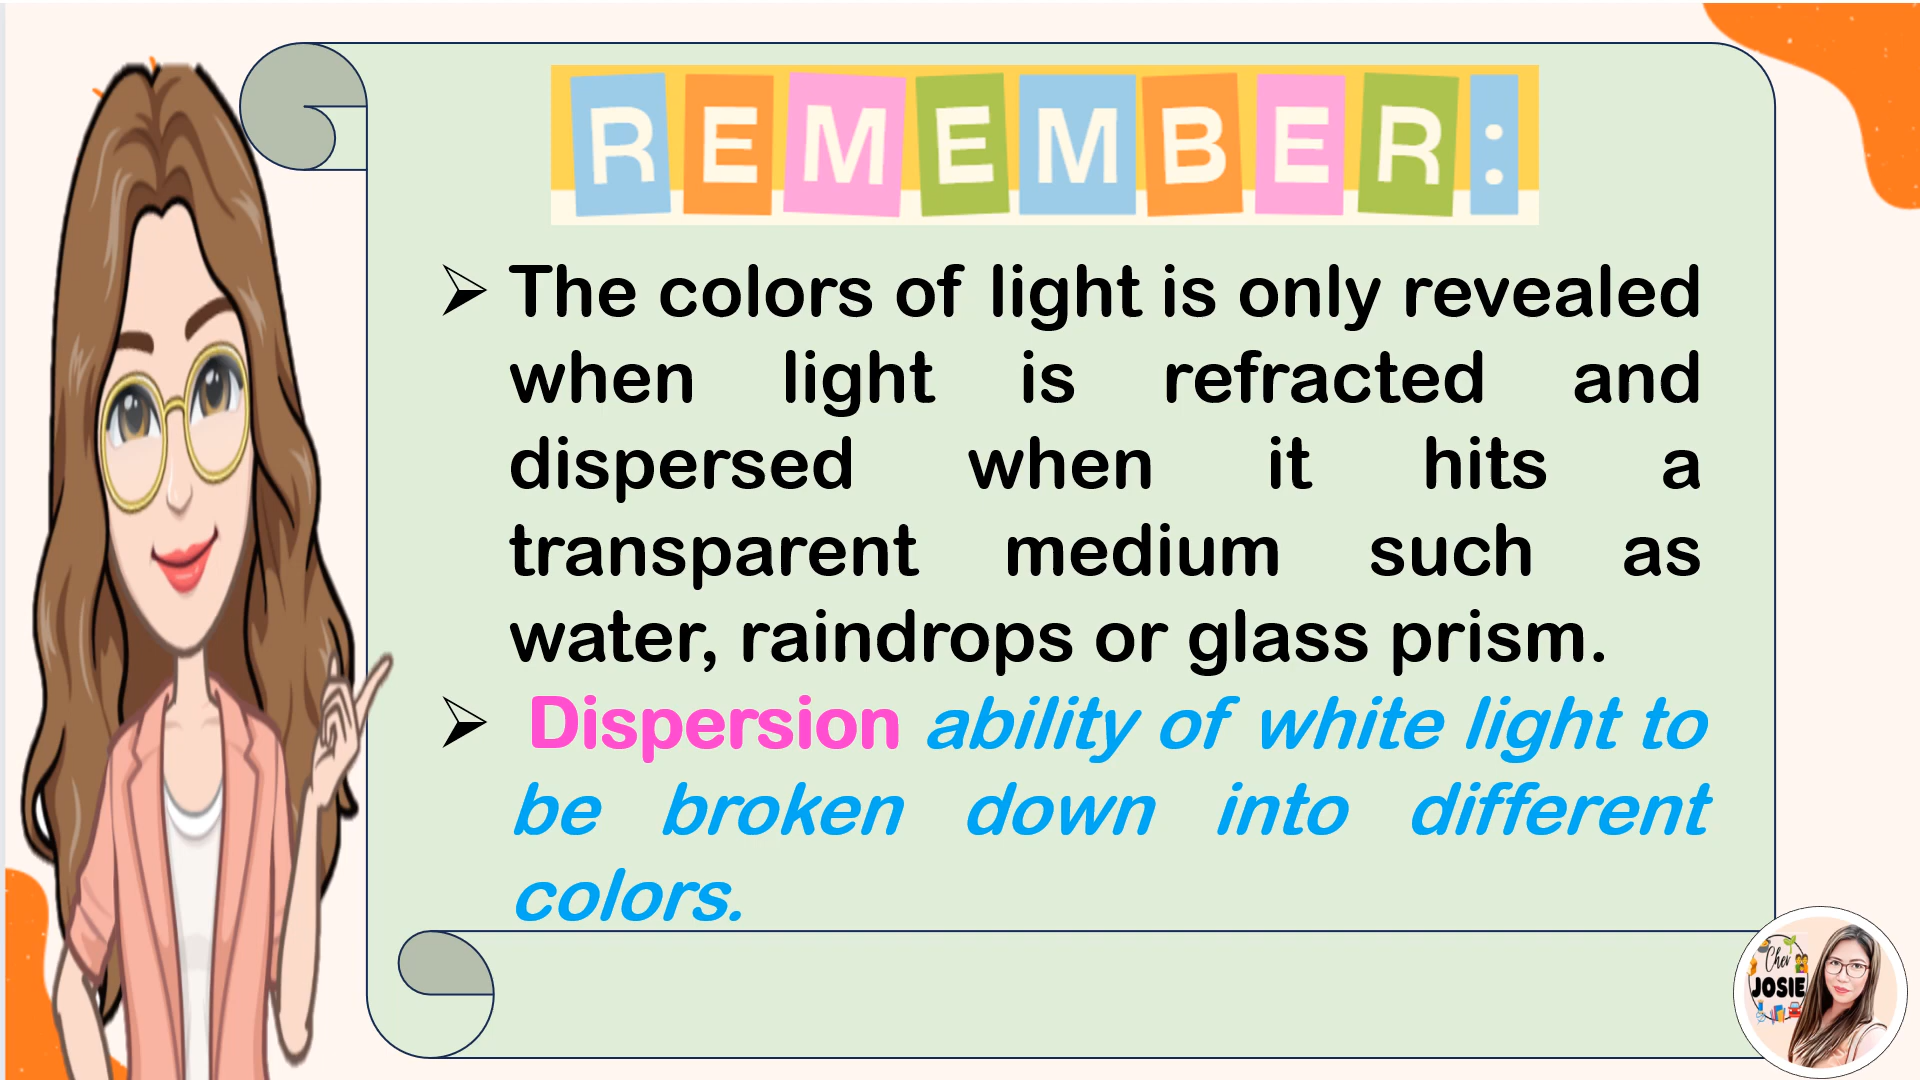 REMEMBER:
The colors of light is only revealed
when light is refracted and
dispersed when it hits a
transparent medium such as
water, raindrops or glass prism.
Dispersion ability of white light to
be broken down into different
colors.
Cher
JOSIE